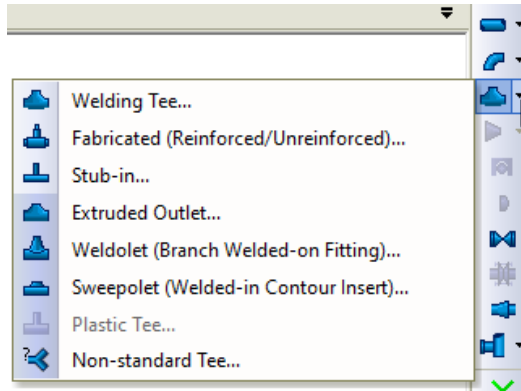 Welding Tee...
Fabricated (Reinforced/Unreinforced)...
Stub-in...
Extruded Outlet...
Weldolet (Branch Welded-on Fitting)...
Sweepolet (Welded-in Contour Insert)...
Plastic Tee...
Non-standard Tee...